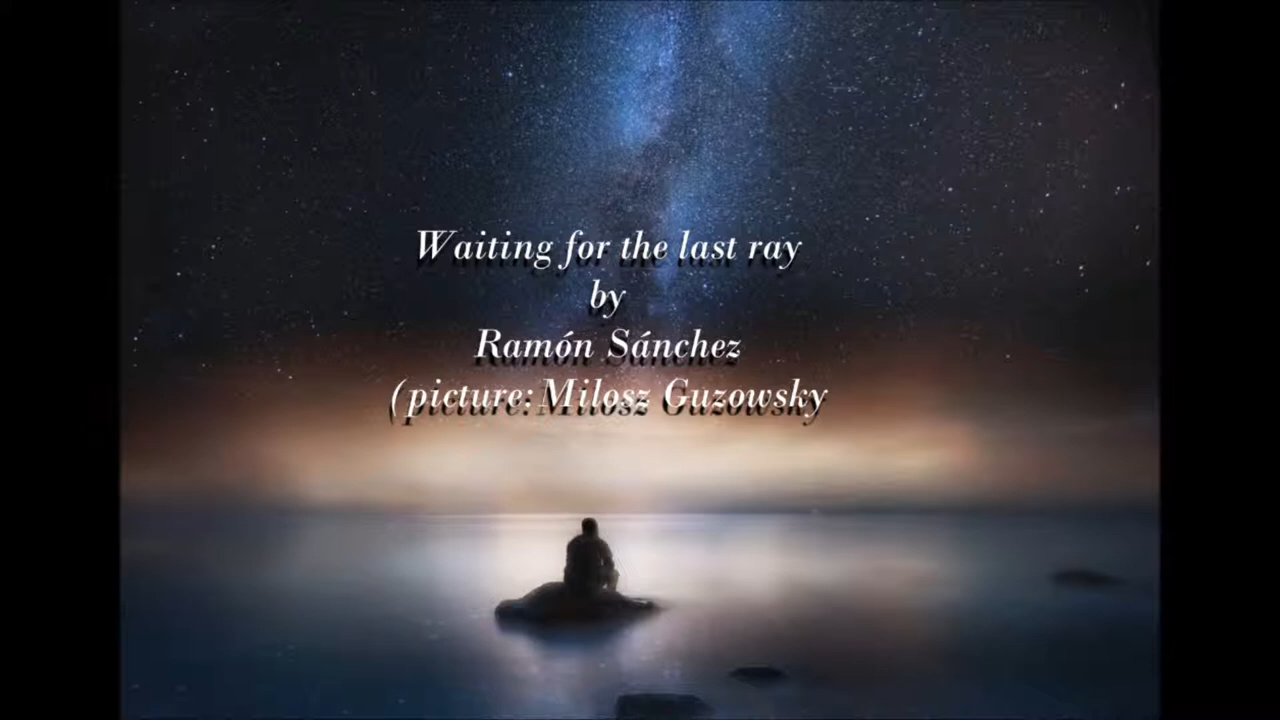 Waiting for the last ray
by
Ramón Sánchez
(picture: Milosz Guzowsky